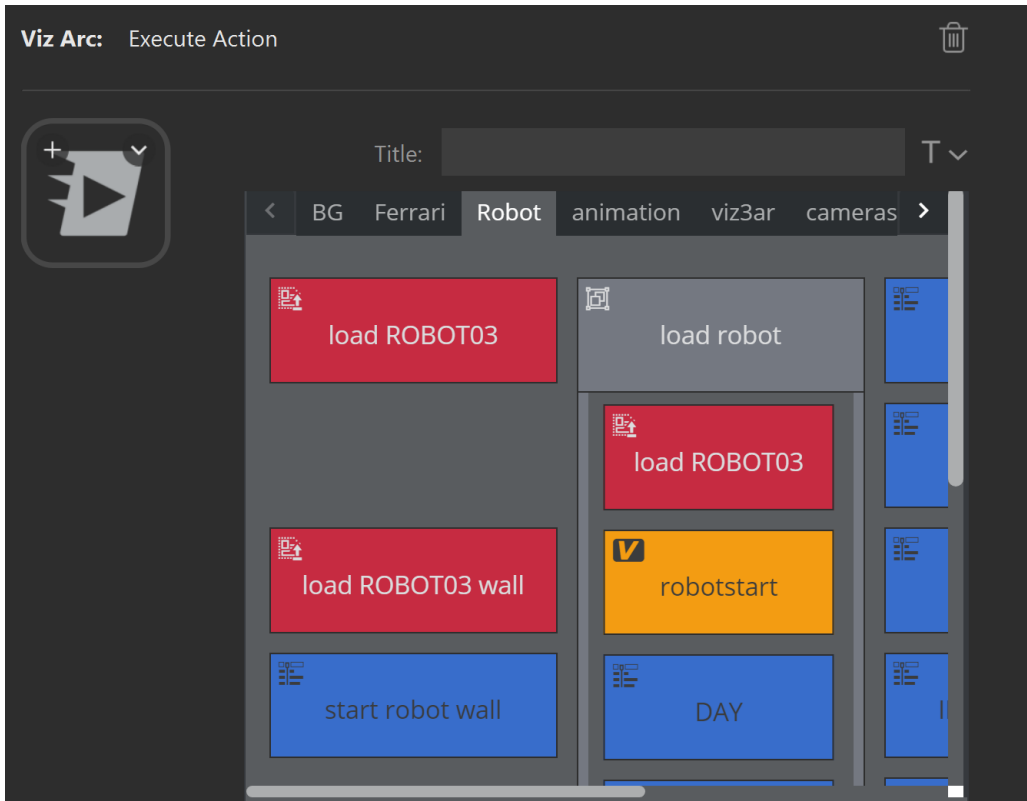 Viz Arc: Execute Action
Title:
T
BG Ferrari Robot animation viz3ar cameras
load ROBOT03
load robot
load ROBOT03
V
load ROBOT03 wall
robotstart
start robot wall
DAY